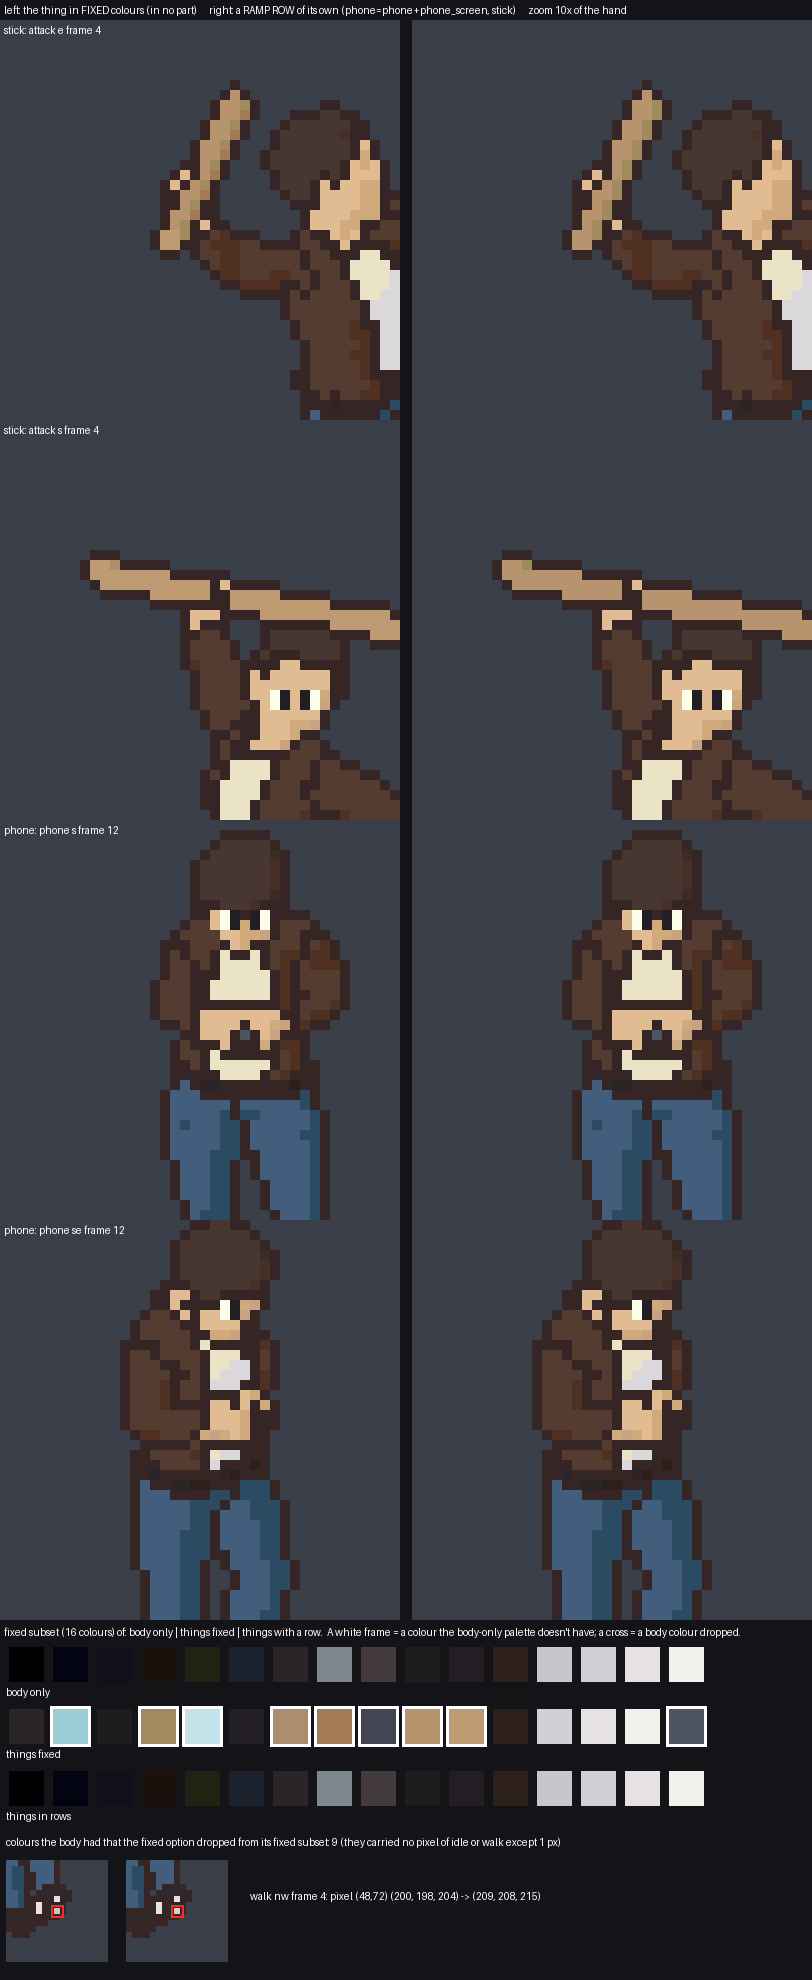 left the thing in FIXED colours (in no part)     right: a RAMP ROW of its own (phone=phone+phone_screen, stick)     zoom 10x of the hand
stick: attack e frame 4
stick: attack s frame 4
phone: phone s frame 12
phone: phone se frame 12
fixed subset (16 colours) of: body only | things fixed | things with a row.  A white frame = a colour the body-only palette doesn't have; a cross = a body colour dropped.
body only
things fixed
things in rows
colours the body had that the fixed option dropped from its fixed subset: 9 (they carried no pixel of idle or walk except 1 px)
walk nw frame 4: pixel (48,72) (200, 198, 204) -> (209, 208, 215)